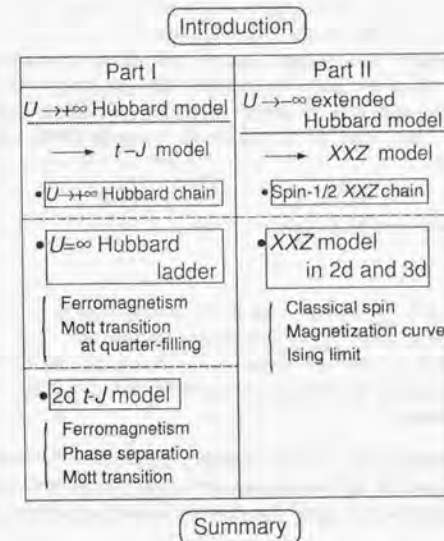 Introduction
Part I
U→+∞ Hubbard model
→ t-J model
• U→+∞ Hubbard chain
• U=∞ Hubbard
ladder
Ferromagnetism
Mott transition
at quarter-filling
• 2d t-J model
Ferromagnetism
Phase separation
Mott transition
Part II
U→-∞ extended
Hubbard model
→ XXZ model
• Spin-1/2 XXZ chain
• XXZ model
in 2d and 3d
Classical spin
Magnetization curve
Ising limit
Summary